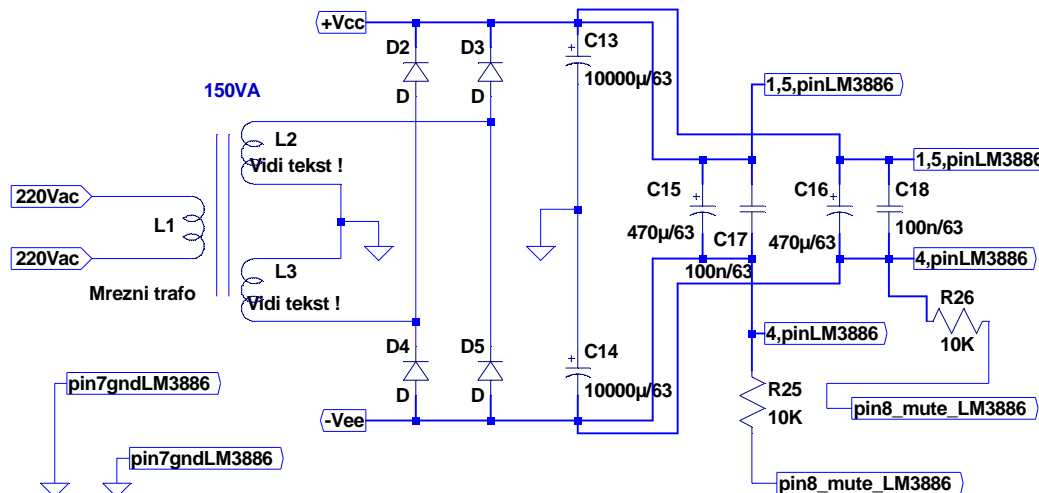 +Vcc
D2
D3
C13
10000µ/63
D
D
150VA
1,5,pinLM3886
L2
Vidi tekst !
1,5,pinLM3886
220Vac
L1
C15
C16
C18
470µ/63
C17
470µ/63
100n/63
220Vac
L3
100n/63
4,pinLM3886
Mrezni trafo
Vidi tekst !
R26
10K
4,pinLM3886
D4
D5
C14
pin7gndLM3886
D
D
10000µ/63
R25
10K
pin8_mute_LM3886
-Vee
pin7gndLM3886
pin8_mute_LM3886